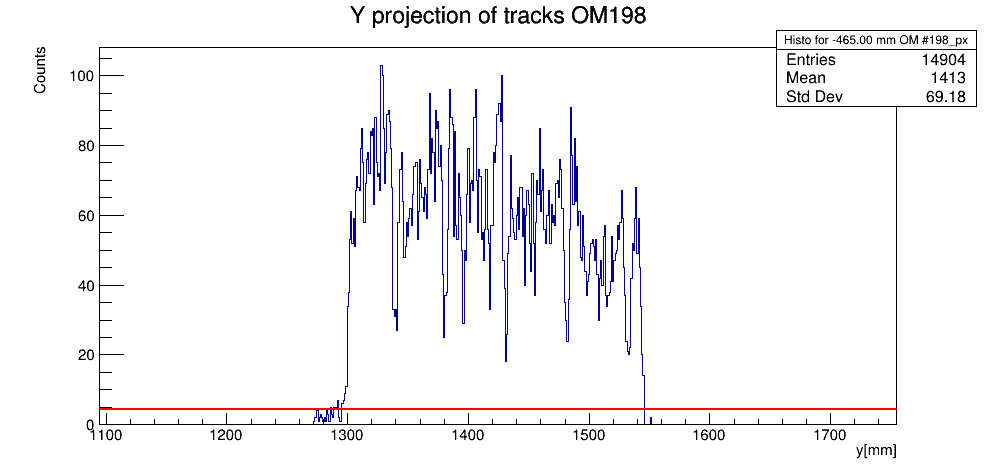 Y projection of tracks OM198
Histo for -465.00 mm OM #198_px
Entries 14904
Mean 1413
Std Dev 69.18
Counts
100
80
60
40
20
0
1100 1200 1300 1400 1500 1600 1700
y[mm]